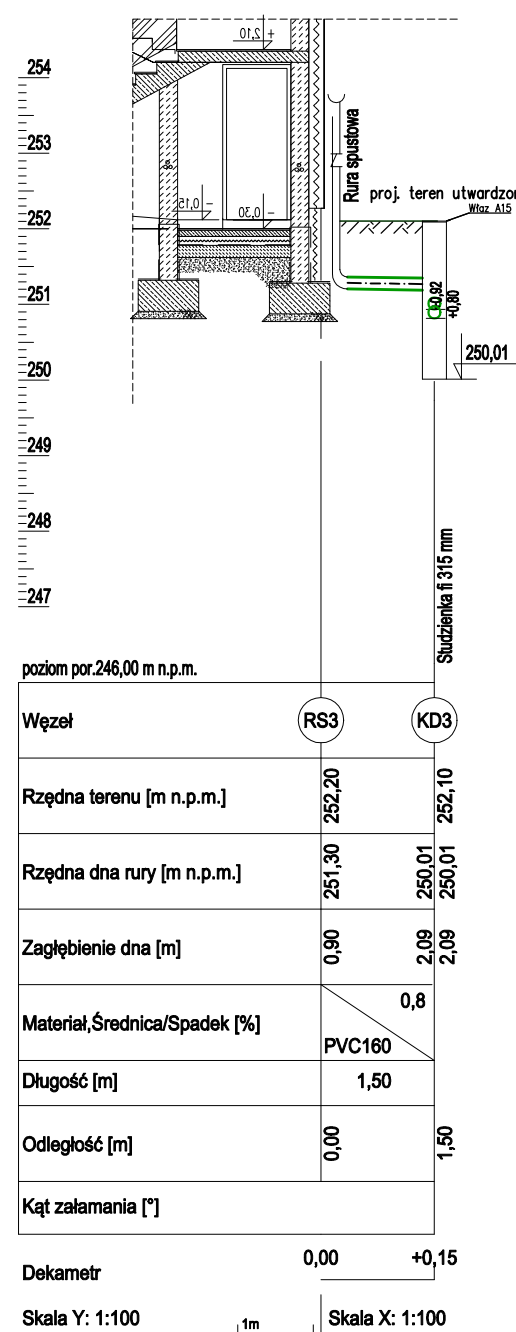 + 2,10
254
253
252
251
250
249
248
247
Rura spustowa
proj. teren utwardzon
Właz A15
- 0,15
- 0,30
+0,92
+0,80
250,01
Studzienka fi 315 mm
poziom por.246,00 m n.p.m.
Węzeł RS3 KD3
Rzędna terenu [m n.p.m.] 252,20 252,10
Rzędna dna rury [m n.p.m.] 251,30 250,01 250,01
Zagłębienie dna [m] 0,90 2,09 2,09
Materiał,Średnica/Spadek [%] PVC160 0,8
Długość [m] 1,50
Odległość [m] 0,00 1,50
Kąt załamania [°]
Dekametr 0,00 +0,15
Skala Y: 1:100 1m Skala X: 1:100